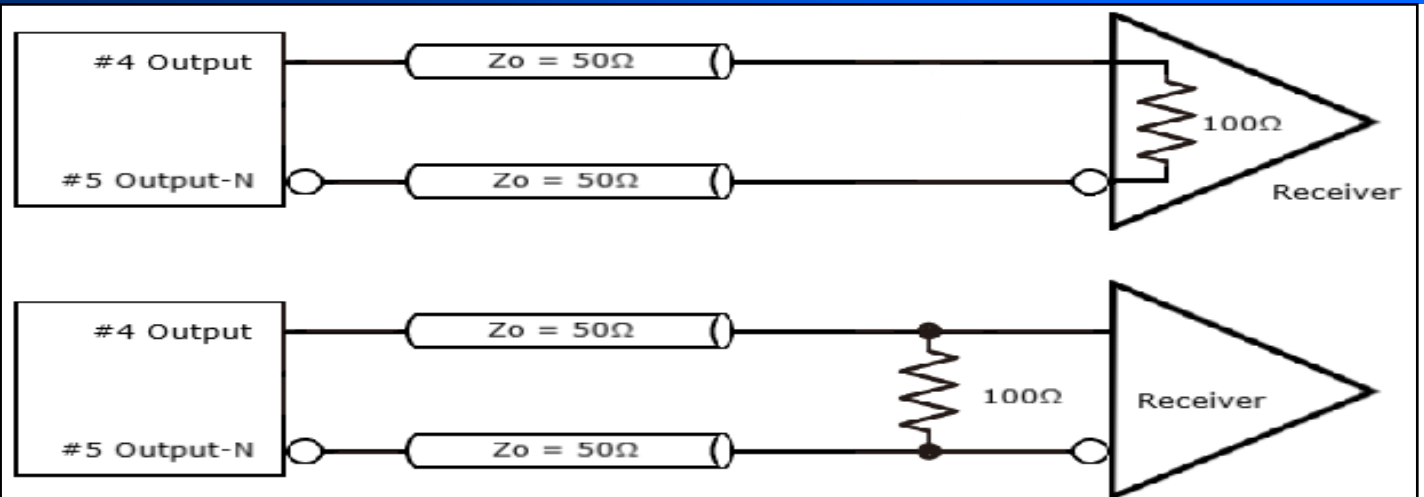 #4 Output
Zo = 50Ω
100Ω
#5 Output-N
Zo = 50Ω
Receiver
#4 Output
Zo = 50Ω
100Ω
Receiver
#5 Output-N
Zo = 50Ω